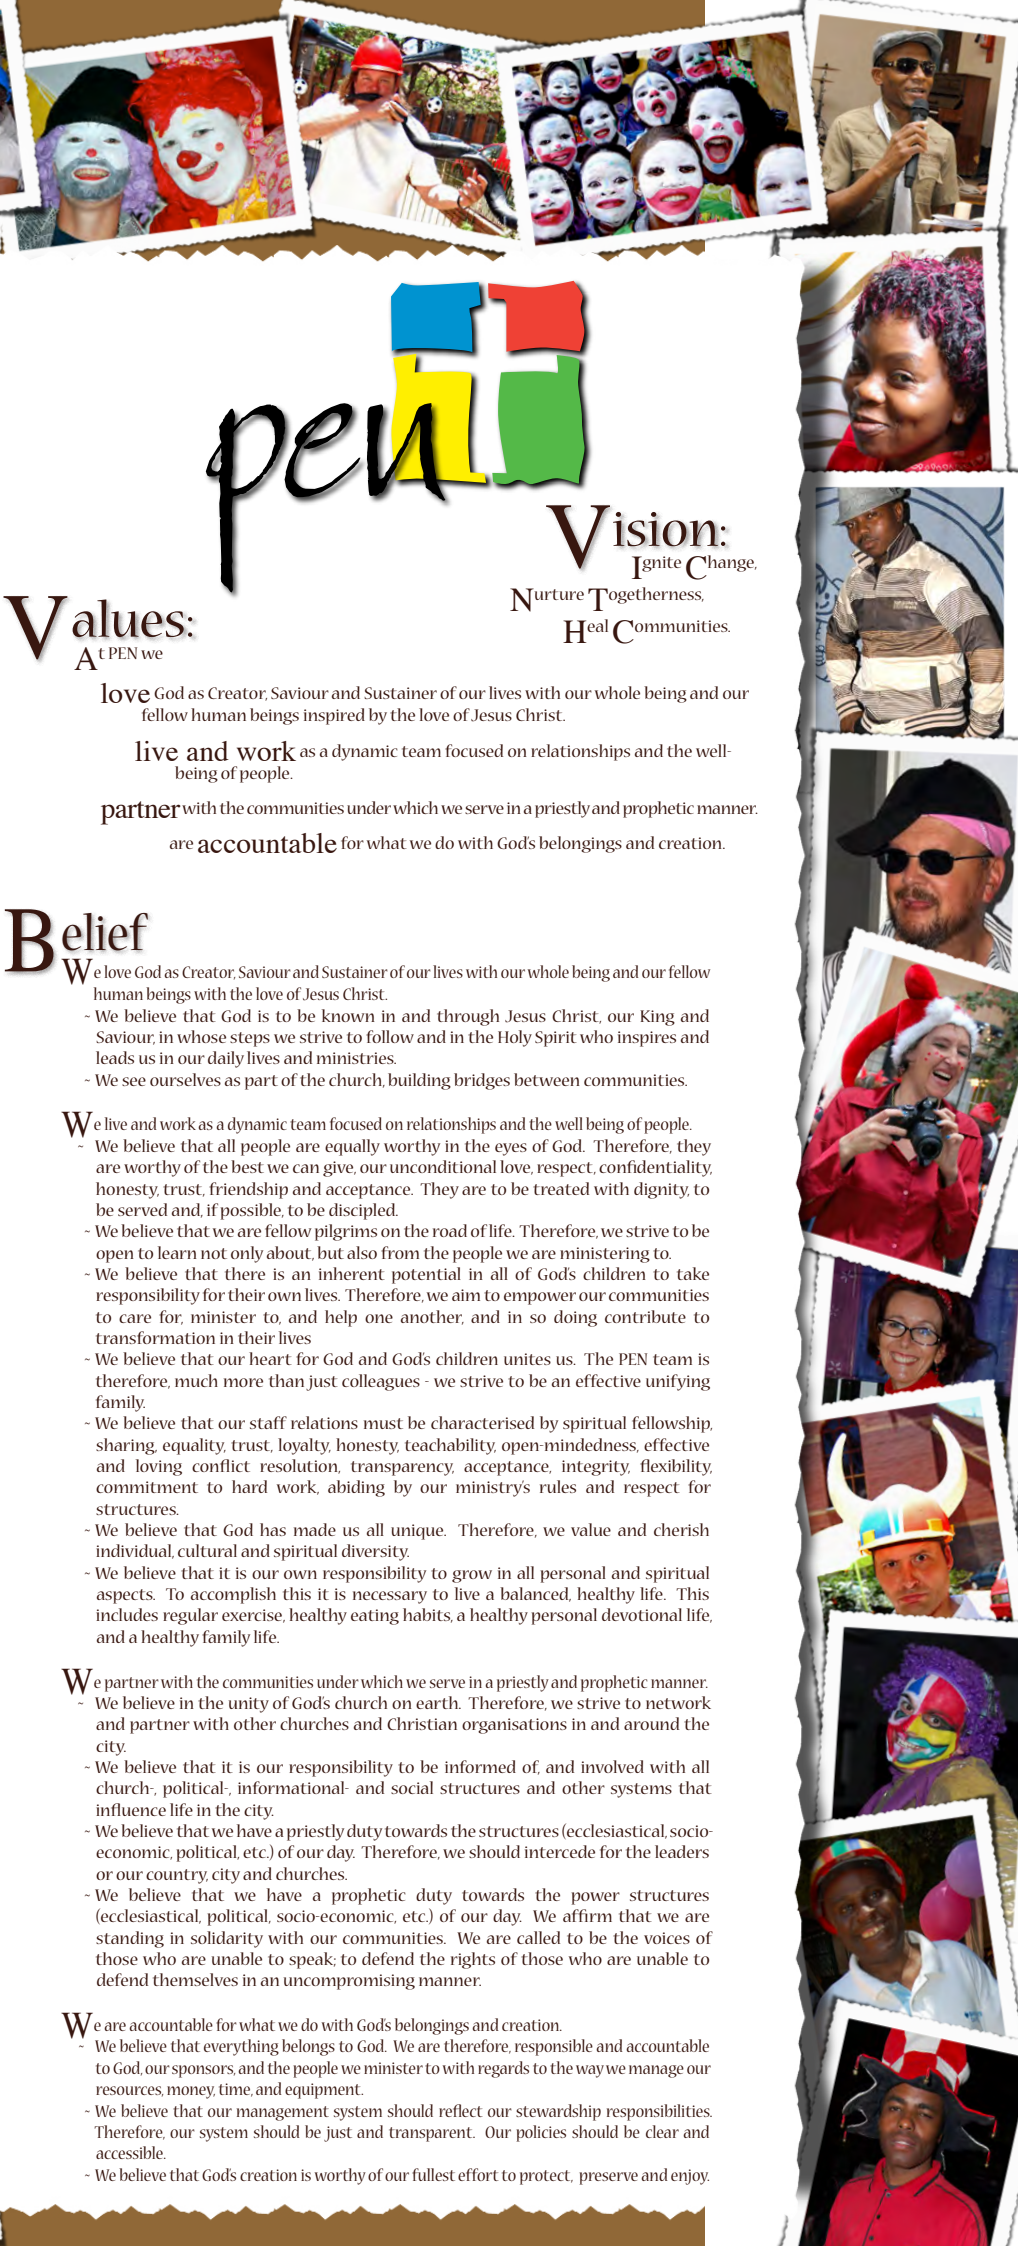 pen
Vision:
Ignite Change,
Nurture Togetherness,
Heal Communities.
Values:
At PEN we
love God as Creator, Saviour and Sustainer of our lives with our whole being and our
fellow human beings inspired by the love of Jesus Christ.
live and work as a dynamic team focused on relationships and the well-
being of people.
partner with the communities under which we serve in a priestly and prophetic manner.
are accountable for what we do with God's belongings and creation.
Belief
We love God as Creator, Saviour and Sustainer of our lives with our whole being and our fellow
human beings with the love of Jesus Christ.
~ We believe that God is to be known in and through Jesus Christ, our King and
Saviour, in whose steps we strive to follow and in the Holy Spirit who inspires and
leads us in our daily lives and ministries.
~ We see ourselves as part of the church, building bridges between communities.
We live and work as a dynamic team focused on relationships and the well being of people.
~ We believe that all people are equally worthy in the eyes of God. Therefore, they
are worthy of the best we can give, our unconditional love, respect, confidentiality,
honesty, trust, friendship and acceptance. They are to be treated with dignity, to
be served and, if possible, to be discipled.
~ We believe that we are fellow pilgrims on the road of life. Therefore, we strive to be
open to learn not only about, but also from the people we are ministering to.
~ We believe that there is an inherent potential in all of God's children to take
responsibility for their own lives. Therefore, we aim to empower our communities
to care for, minister to, and help one another, and in so doing contribute to
transformation in their lives
~ We believe that our heart for God and God's children unites us. The PEN team is
therefore, much more than just colleagues - we strive to be an effective unifying
family.
~ We believe that our staff relations must be characterised by spiritual fellowship,
sharing, equality, trust, loyalty, honesty, teachability, open-mindedness, effective
and loving conflict resolution, transparency, acceptance, integrity, flexibility,
commitment to hard work, abiding by our ministry's rules and respect for
structures.
~ We believe that God has made us all unique. Therefore, we value and cherish
individual, cultural and spiritual diversity.
~ We believe that it is our own responsibility to grow in all personal and spiritual
aspects. To accomplish this it is necessary to live a balanced, healthy life. This
includes regular exercise, healthy eating habits, a healthy personal devotional life,
and a healthy family life.
We partner with the communities under which we serve in a priestly and prophetic manner.
~ We believe in the unity of God's church on earth. Therefore, we strive to network
and partner with other churches and Christian organisations in and around the
city.
~ We believe that it is our responsibility to be informed of, and involved with all
church-, political-, informational- and social structures and other systems that
influence life in the city.
~ We believe that we have a priestly duty towards the structures (ecclesiastical, socio-
economic, political, etc.) of our day. Therefore, we should intercede for the leaders
or our country, city and churches.
~ We believe that we have a prophetic duty towards the power structures
(ecclesiastical, political, socio-economic, etc.) of our day. We affirm that we are
standing in solidarity with our communities. We are called to be the voices of
those who are unable to speak; to defend the rights of those who are unable to
defend themselves in an uncompromising manner.
We are accountable for what we do with God's belongings and creation.
~ We believe that everything belongs to God. We are therefore, responsible and accountable
to God, our sponsors, and the people we minister to with regards to the way we manage our
resources, money, time, and equipment.
~ We believe that our management system should reflect our stewardship responsibilities.
Therefore, our system should be just and transparent. Our policies should be clear and
accessible.
~ We believe that God's creation is worthy of our fullest effort to protect, preserve and enjoy.